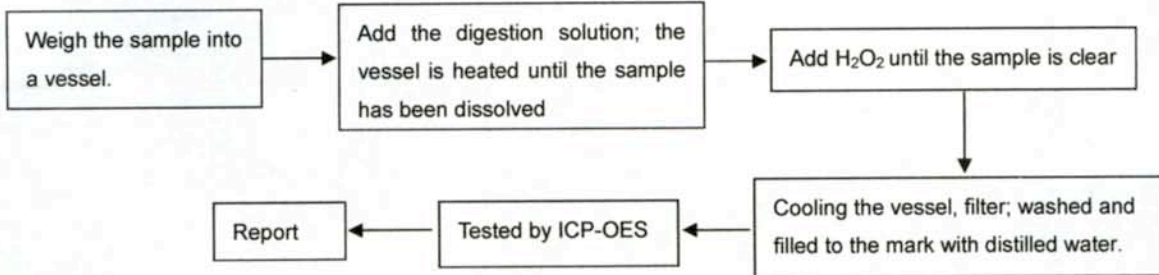 Weigh the sample into
a vessel.
Add the digestion solution; the
vessel is heated until the sample
has been dissolved
Add H₂O₂ until the sample is clear
Cooling the vessel, filter; washed and
filled to the mark with distilled water.
Tested by ICP-OES
Report